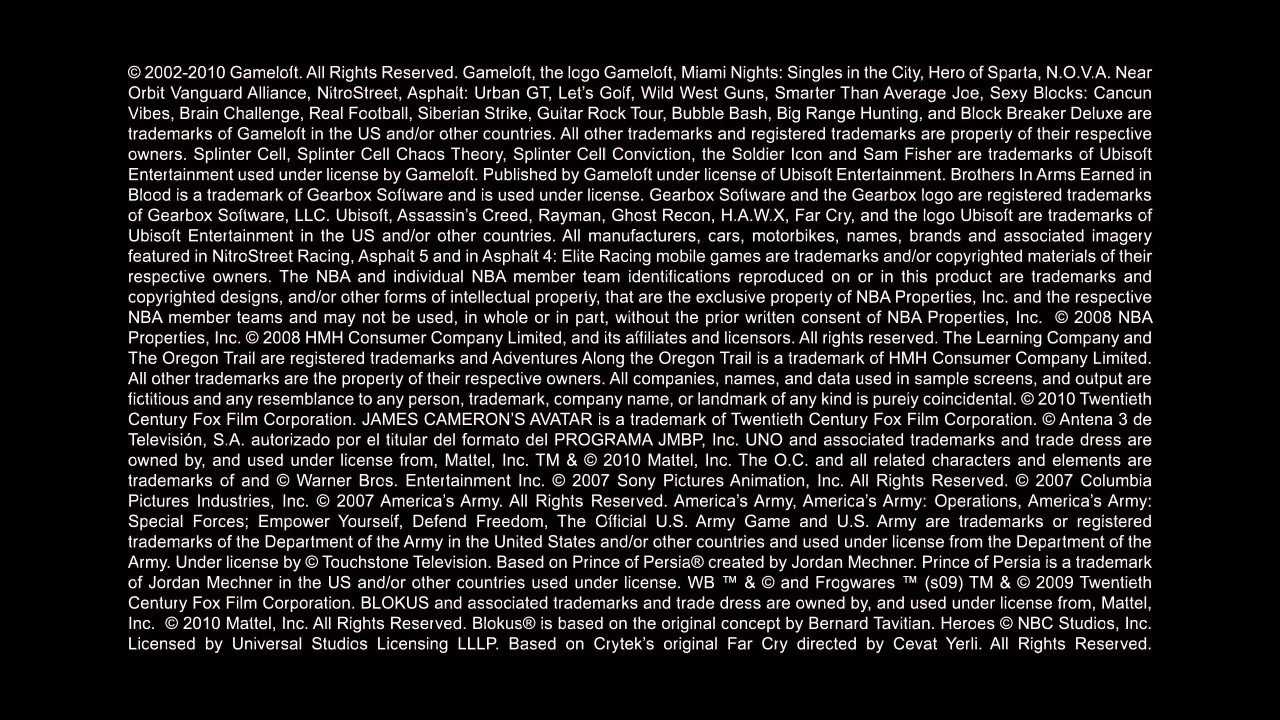 © 2002-2010 Gameloft. All Rights Reserved. Gameloft, the logo Gameloft, Miami Nights: Singles in the City, Hero of Sparta, N.O.V.A. Near
Orbit Vanguard Alliance, NitroStreet, Asphalt: Urban GT, Let's Golf, Wild West Guns, Smarter Than Average Joe, Sexy Blocks: Cancun
Vibes, Brain Challenge, Real Football, Siberian Strike, Guitar Rock Tour, Bubble Bash, Big Range Hunting, and Block Breaker Deluxe are
trademarks of Gameloft in the US and/or other countries. All other trademarks and registered trademarks are property of their respective
owners. Splinter Cell, Splinter Cell Chaos Theory, Splinter Cell Conviction, the Soldier Icon and Sam Fisher are trademarks of Ubisoft
Entertainment used under license by Gameloft. Published by Gameloft under license of Ubisoft Entertainment. Brothers In Arms Earned in
Blood is a trademark of Gearbox Software and is used under license. Gearbox Software and the Gearbox logo are registered trademarks
of Gearbox Software, LLC. Ubisoft, Assassin's Creed, Rayman, Ghost Recon, H.A.W.X, Far Cry, and the logo Ubisoft are trademarks of
Ubisoft Entertainment in the US and/or other countries. All manufacturers, cars, motorbikes, names, brands and associated imagery
featured in NitroStreet Racing, Asphalt 5 and in Asphalt 4: Elite Racing mobile games are trademarks and/or copyrighted materials of their
respective owners. The NBA and individual NBA member team identifications reproduced on or in this product are trademarks and
copyrighted designs, and/or other forms of intellectual property, that are the exclusive property of NBA Properties, Inc. and the respective
NBA member teams and may not be used, in whole or in part, without the prior written consent of NBA Properties, Inc. © 2008 NBA
Properties, Inc. © 2008 HMH Consumer Company Limited, and its affiliates and licensors. All rights reserved. The Learning Company and
The Oregon Trail are registered trademarks and Adventures Along the Oregon Trail is a trademark of HMH Consumer Company Limited.
All other trademarks are the property of their respective owners. All companies, names, and data used in sample screens, and output are
fictitious and any resemblance to any person, trademark, company name, or landmark of any kind is purely coincidental. © 2010 Twentieth
Century Fox Film Corporation. JAMES CAMERON'S AVATAR is a trademark of Twentieth Century Fox Film Corporation. © Antena 3 de
Televisión, S.A. autorizado por el titular del formato del PROGRAMA JMBP, Inc. UNO and associated trademarks and trade dress are
owned by, and used under license from, Mattel, Inc. TM & © 2010 Mattel, Inc. The O.C. and all related characters and elements are
trademarks of and © Warner Bros. Entertainment Inc. © 2007 Sony Pictures Animation, Inc. All Rights Reserved. © 2007 Columbia
Pictures Industries, Inc. © 2007 America's Army. All Rights Reserved. America's Army, America's Army: Operations, America's Army:
Special Forces; Empower Yourself, Defend Freedom, The Official U.S. Army Game and U.S. Army are trademarks or registered
trademarks of the Department of the Army in the United States and/or other countries and used under license from the Department of the
Army. Under license by © Touchstone Television. Based on Prince of Persia® created by Jordan Mechner. Prince of Persia is a trademark
of Jordan Mechner in the US and/or other countries used under license. WB ™ & © and Frogwares ™ (s09) TM & © 2009 Twentieth
Century Fox Film Corporation. BLOKUS and associated trademarks and trade dress are owned by, and used under license from, Mattel,
Inc. © 2010 Mattel, Inc. All Rights Reserved. Blokus® is based on the original concept by Bernard Tavitian. Heroes © NBC Studios, Inc.
Licensed by Universal Studios Licensing LLLP. Based on Crytek's original Far Cry directed by Cevat Yerli. All Rights Reserved.